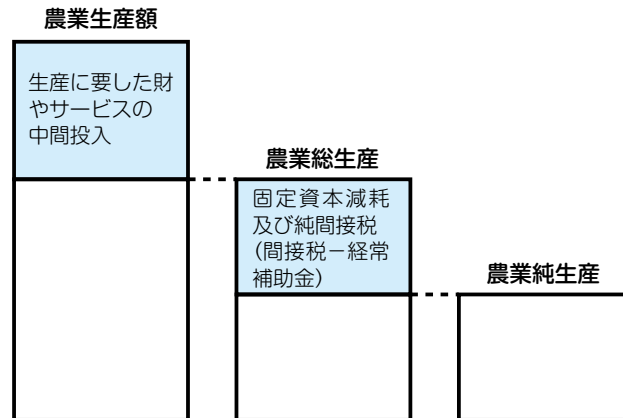 農業生産額
生産に要した財
やサービスの
中間投入
農業総生産
固定資本減耗
及び純間接税
(間接税－経常
補助金)
農業純生産